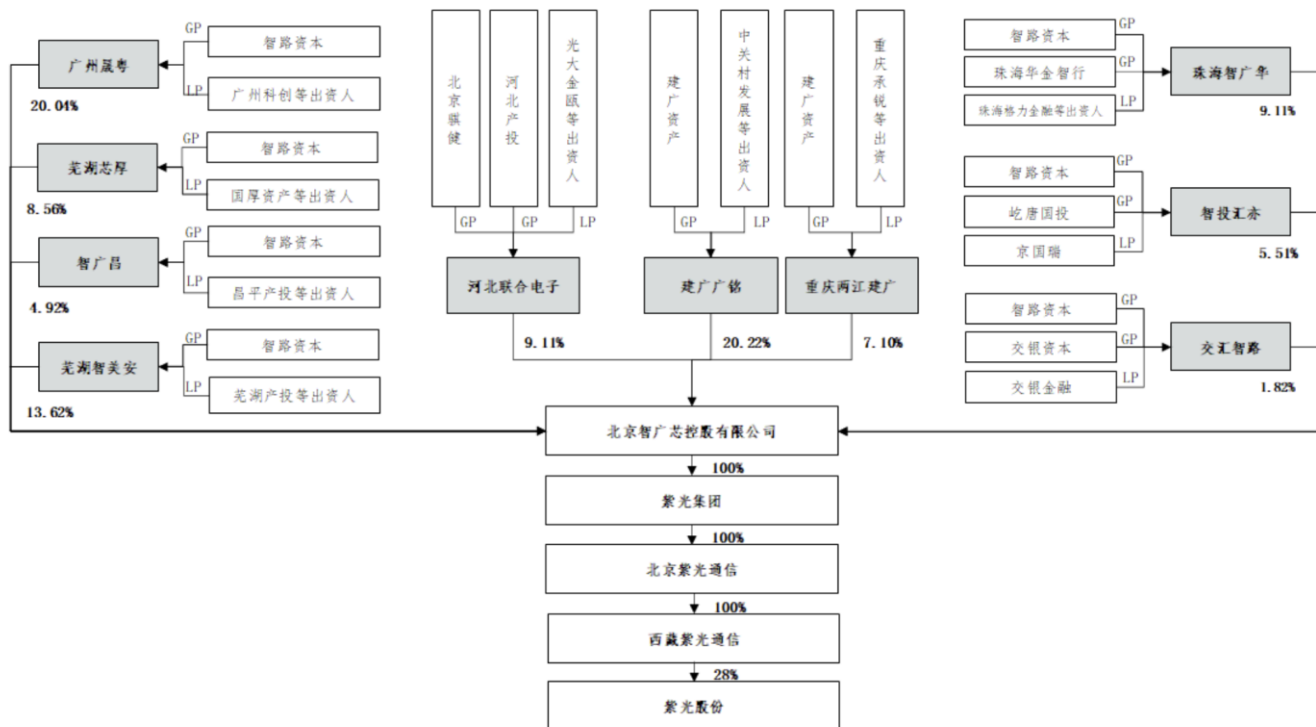 广州晟粤
20.04%
GP
智路资本
LP
广州科创等出资人
芜湖芯厚
8.56%
GP
智路资本
LP
国厚资产等出资人
智广昌
4.92%
GP
智路资本
LP
昌平产投等出资人
芜湖智美安
13.62%
GP
智路资本
LP
芜湖产投等出资人
北京骐健
河北产投
光大金瓯等出资人
GP
GP
LP
河北联合电子
9.11%
建广资产
中关村发展等出资人
GP
LP
建广广铭
20.22%
建广资产
重庆承锐等出资人
GP
LP
重庆两江建广
7.10%
智路资本
GP
珠海华金智行
GP
珠海格力金融等出资人
LP
珠海智广华
9.11%
智路资本
GP
屹唐国投
GP
京国瑞
LP
智投汇亦
5.51%
智路资本
GP
交银资本
GP
交银金融
LP
交汇智路
1.82%
北京智广芯控股有限公司
100%
紫光集团
100%
北京紫光通信
100%
西藏紫光通信
28%
紫光股份